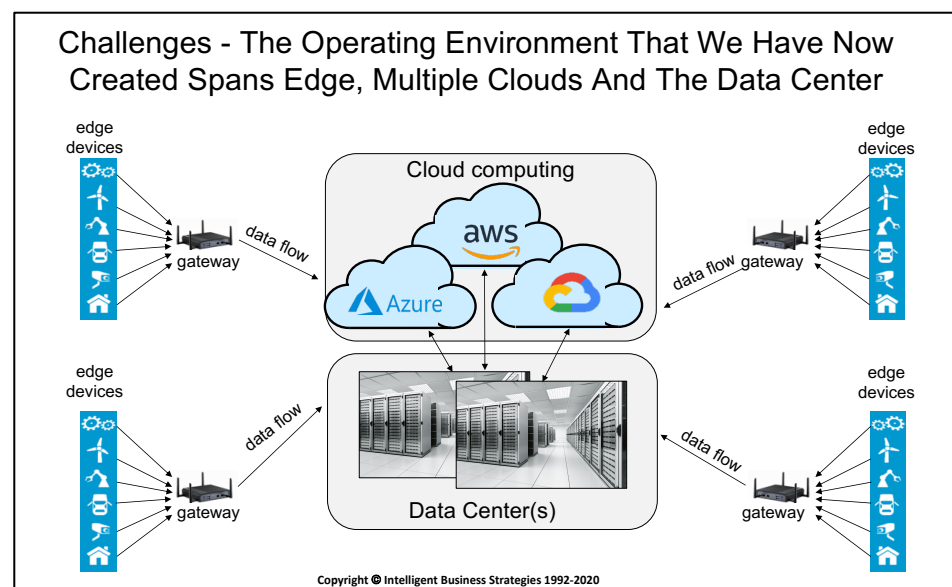 Challenges - The Operating Environment That We Have Now
Created Spans Edge, Multiple Clouds And The Data Center
edge
devices
gateway
data flow
Cloud computing
aws
Azure
edge
devices
gateway
data flow
edge
devices
gateway
data flow
Data Center(s)
edge
devices
gateway
data flow
Copyright © Intelligent Business Strategies 1992-2020